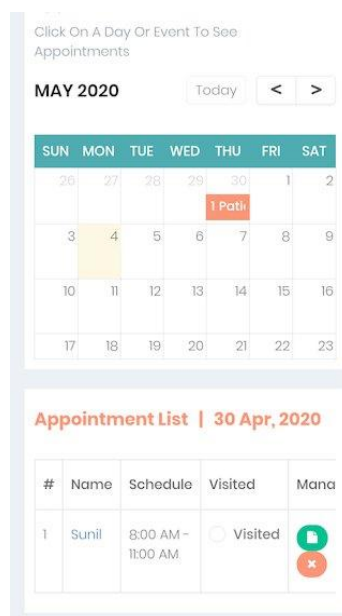 Click On A Day Or Event To See
Appointments
MAY 2020 Today < >
SUN MON TUE WED THU FRI SAT
26 27 28 29 30 1 2
1 Pati
3 4 5 6 7 8 9
10 11 12 13 14 15 16
17 18 19 20 21 22 23
Appointment List | 30 Apr, 2020
# Name Schedule Visited Mana
1 Sunil 8:00 AM - Visited
11:00 AM